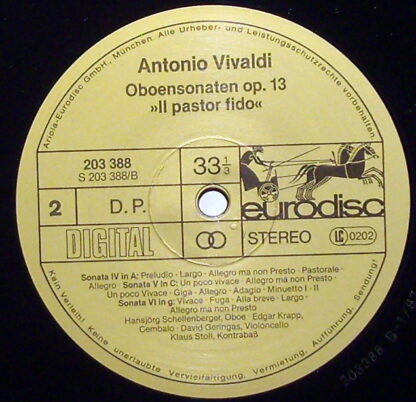 Ariola-Eurodisc GmbH., München. Alle Urheber- und Leistungsschutzrechte vorbehalten.
Antonio Vivaldi
Oboensonaten op. 13
»Il pastor fido«
203 388
S 203 388/B
33 1/3
2
D. P.
eurodisc
DIGITAL
STEREO
LC 0202
Sonata IV in A: Preludio · Largo · Allegro ma non Presto · Pastorale ·
Allegro Sonata V in C: Un poco vivace · Allegro ma non Presto ·
Un poco Vivace · Giga · Allegro · Adagio · Minuetto I · II
Sonata VI in g: Vivace · Fuga · Alla breve · Largo ·
Allegro ma non Presto
Hansjörg Schellenberger, Oboe · Edgar Krapp,
Cembalo · David Geringas, Violoncello
Klaus Stoll, Kontrabaß
Kein Verleih! Keine unerlaubte Vervielfältigung, Vermietung, Aufführung, Sendung!